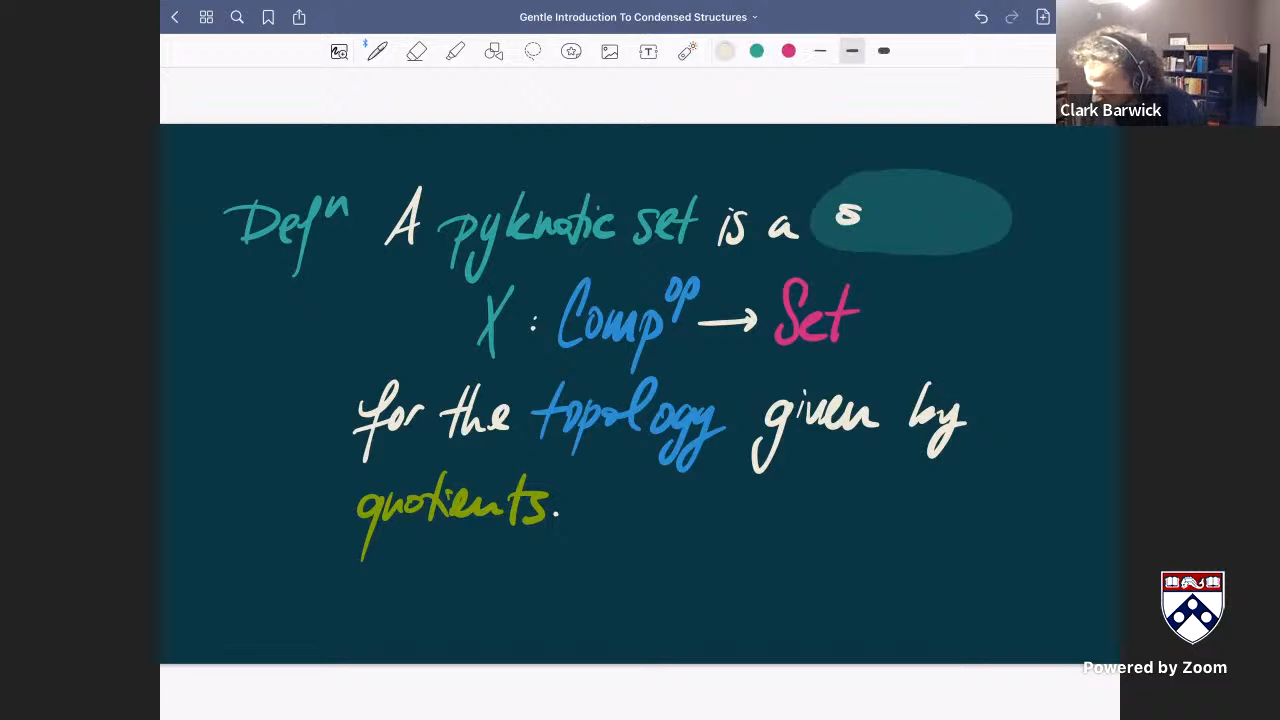 Gentle Introduction To Condensed Structures
Clark Barwick
Defⁿ A pyknotic set is a s
X : Comp^op → Set
for the topology given by
quotients.
Powered by Zoom